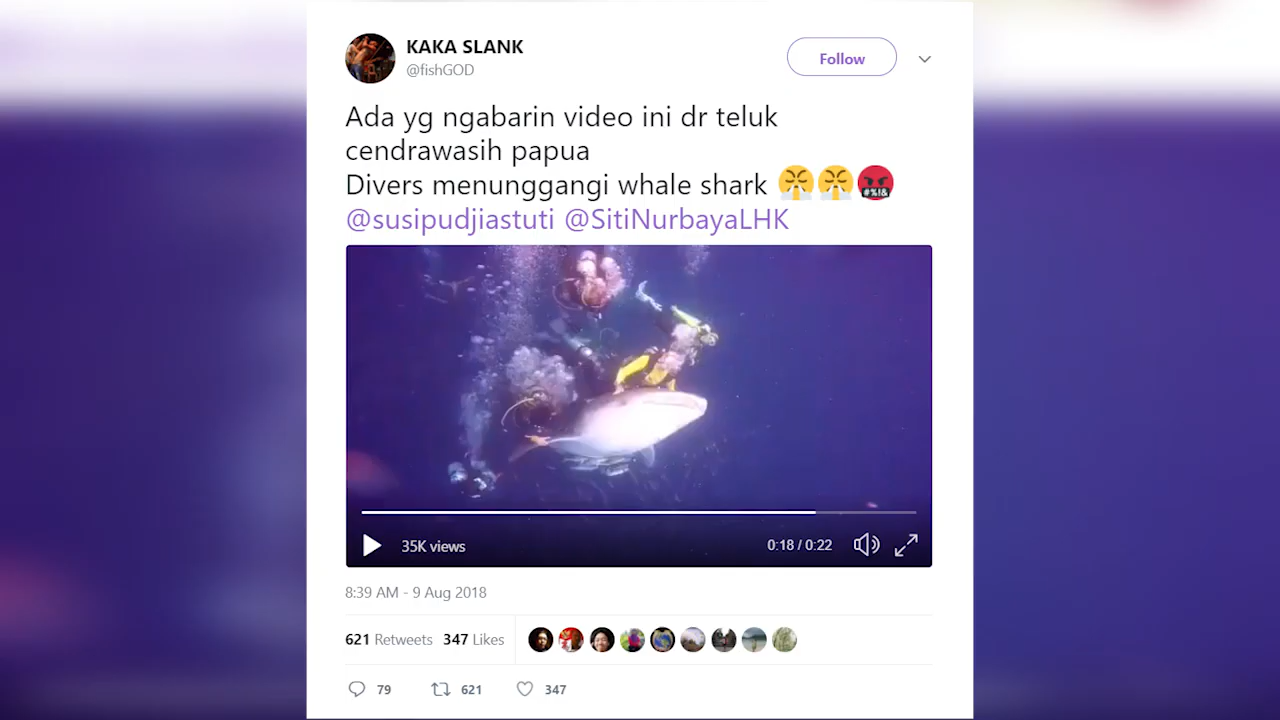 KAKA SLANK
@fishGOD
Follow
Ada yg ngabarin video ini dr teluk
cendrawasih papua
Divers menunggangi whale shark 😤😤🤬
@susipudjiastuti @SitiNurbayaLHK
35K views
0:18 / 0:22
8:39 AM - 9 Aug 2018
621 Retweets 347 Likes
79 621 347